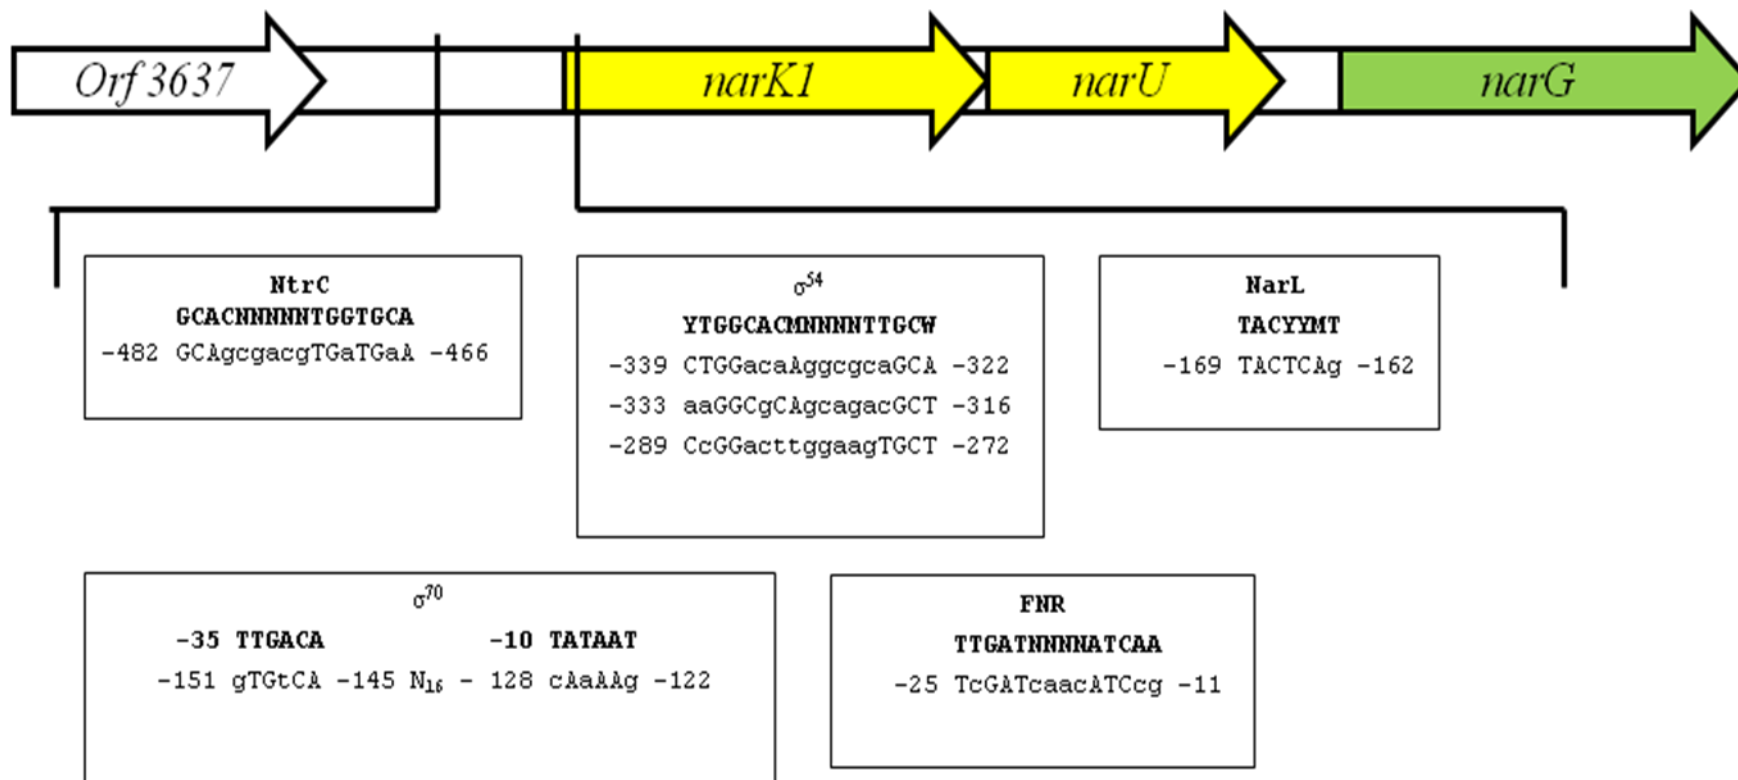 Orf 3637 narK1 narU narG
NtrC
GCACNNNNNTGGTGCA
-482 GCAgcgacgTGaTGaA -466
σ⁵⁴
YTGGCACMNNNNTTGCW
-339 CTGGacaAggcgcaGCA -322
-333 aaGGCgCAgcagacGCT -316
-289 CcGGacttggaagTGCT -272
NarL
TACYYMT
-169 TACTCAg -162
σ⁷⁰
-35 TTGACA -10 TATAAT
-151 gTGtCA -145 N₁₆ - 128 cAaAAg -122
FNR
TTGATNNNNATCAA
-25 TcGATcaacATCcg -11